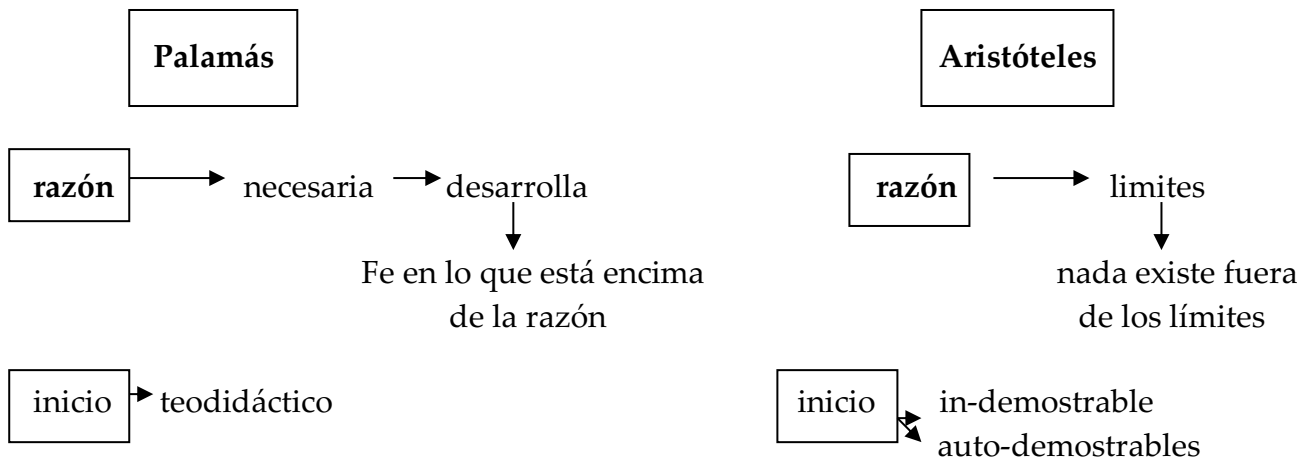 Palamás
Aristóteles
razón necesaria desarrolla
Fe en lo que está encima
de la razón
razón limites
nada existe fuera
de los límites
inicio teodidáctico
inicio in-demostrable
auto-demostrables